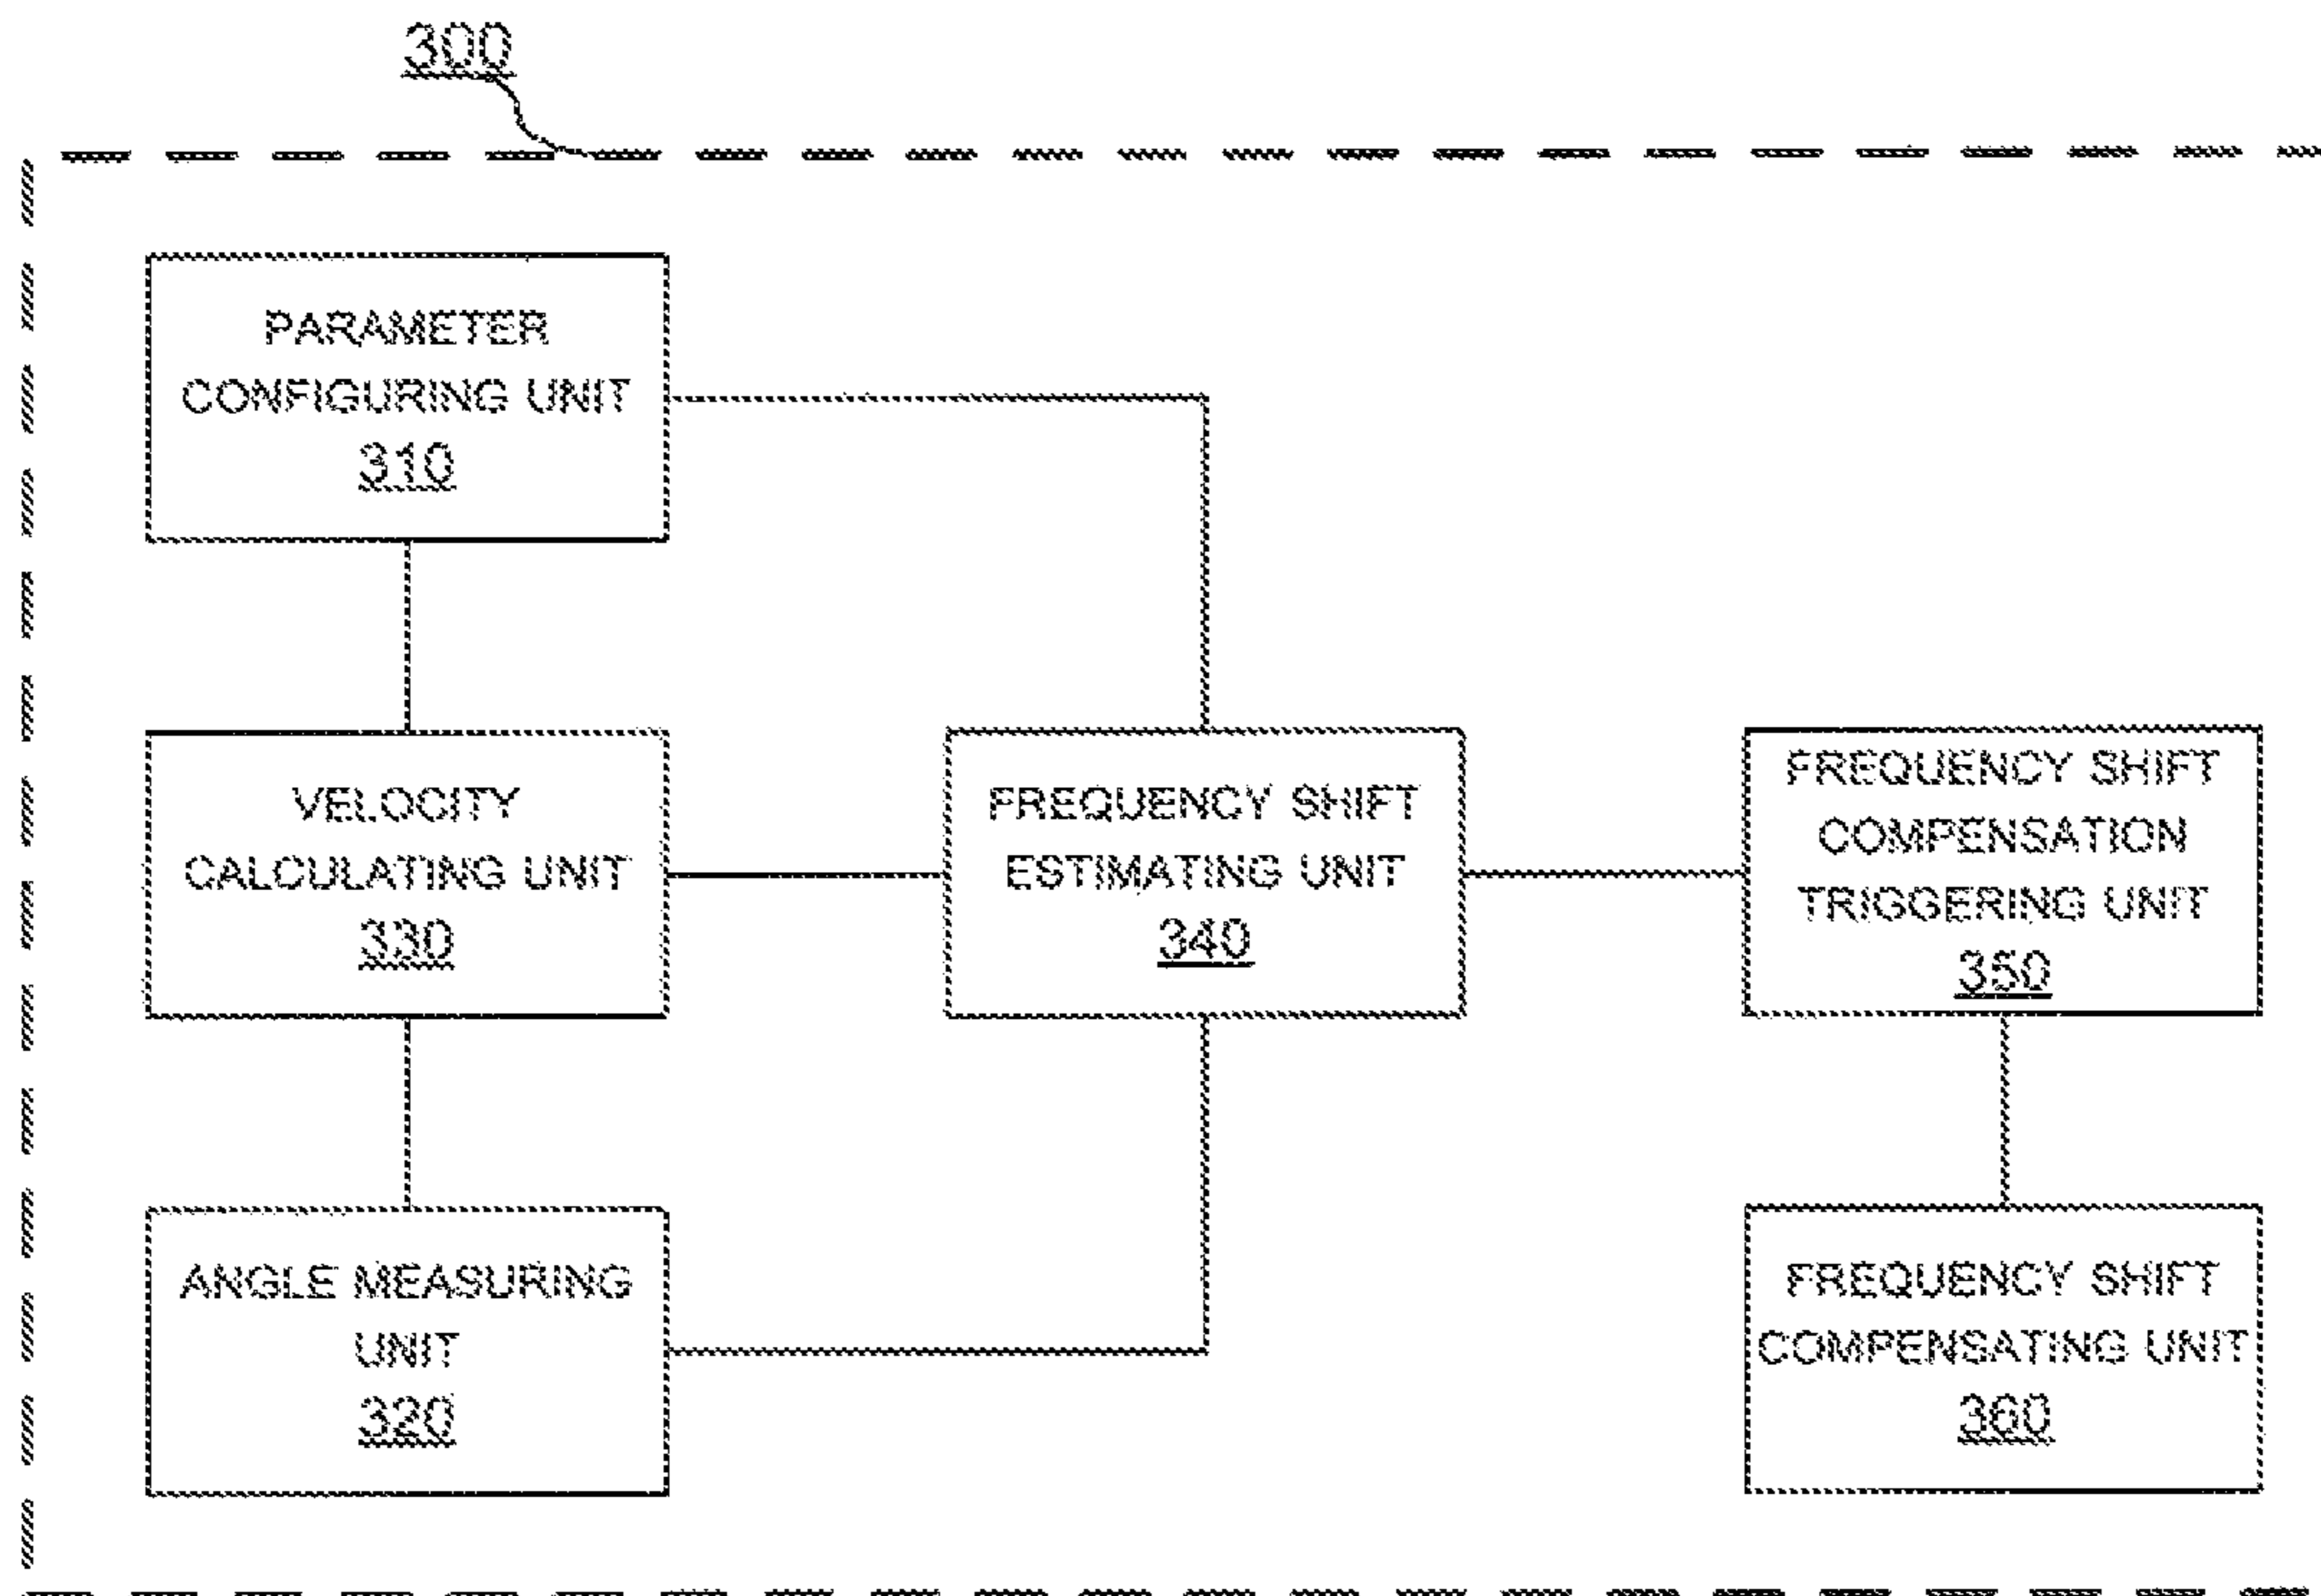 300
PARAMETER
CONFIGURING UNIT
310
VELOCITY
CALCULATING UNIT
330
FREQUENCY SHIFT
ESTIMATING UNIT
340
FREQUENCY SHIFT
COMPENSATION
TRIGGERING UNIT
350
ANGLE MEASURING
UNIT
320
FREQUENCY SHIFT
COMPENSATING UNIT
360